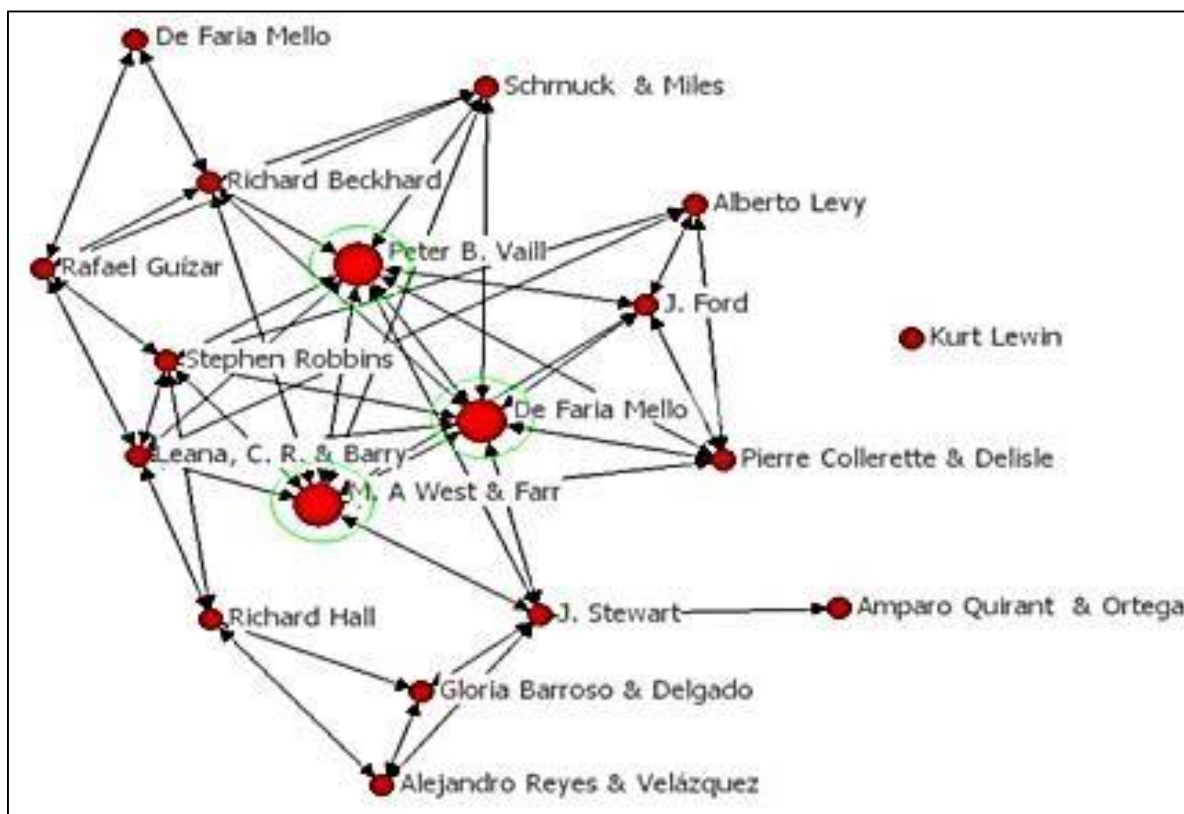 De Faria Mello
Schrnuck & Miles
Richard Beckhard
Alberto Levy
Peter B. Vaill
Rafael Guízar
J. Ford
Kurt Lewin
Stephen Robbins
De Faria Mello
Leana, C. R. & Barry
Pierre Collerette & Delisle
M. A West & Farr
Amparo Quirant & Ortega
Richard Hall
J. Stewart
Gloria Barroso & Delgado
Alejandro Reyes & Velázquez